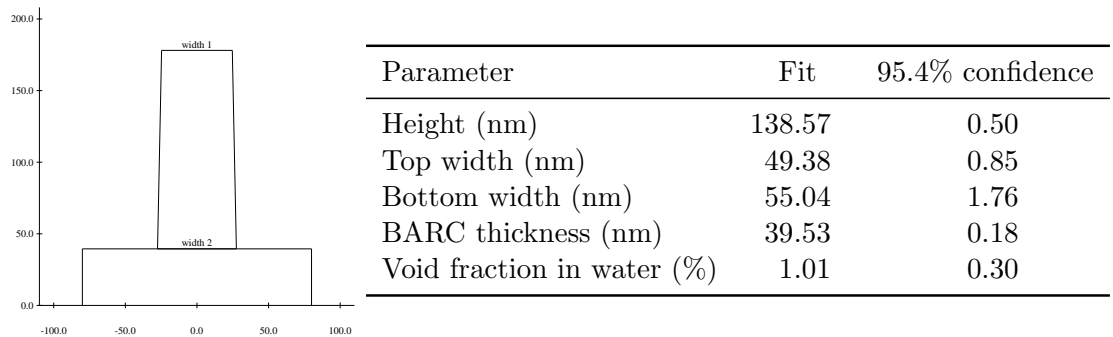 200.0
150.0
100.0
50.0
0.0
-100.0 -50.0 0.0 50.0 100.0
width 1
width 2
Parameter Fit 95.4% confidence
Height (nm) 138.57 0.50
Top width (nm) 49.38 0.85
Bottom width (nm) 55.04 1.76
BARC thickness (nm) 39.53 0.18
Void fraction in water (%) 1.01 0.30